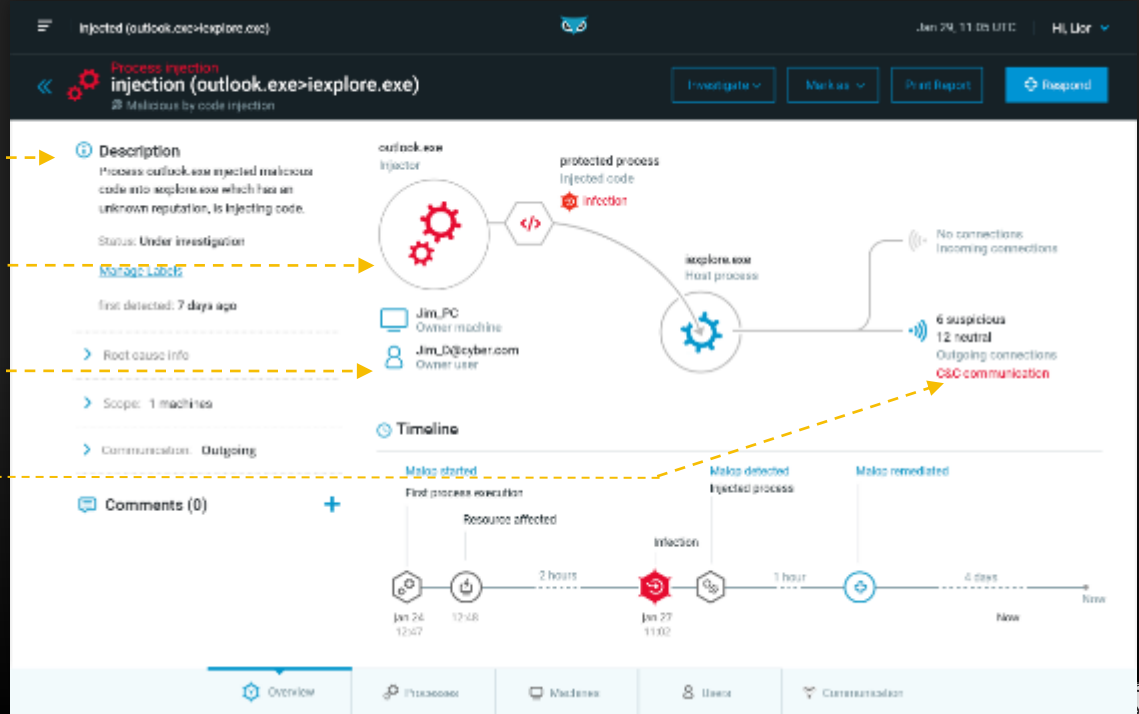 Injected (outlook.exe>iexplore.exe)
Jan 29, 11:05 UTC
Hi, Lior
Process injection
injection (outlook.exe>iexplore.exe)
Malicious by code injection
Investigate
Mark as
Print Report
Respond
Description
Process outlook.exe injected malicious
code into iexplore.exe which has an
unknown reputation, is injecting code.
Status: Under investigation
Manage Labels
first detected: 7 days ago
Root cause info
Scope: 1 machines
Communication: Outgoing
Comments (0)
outlook.exe
Injector
protected process
Injected code
Infection
</>
Jim_PC
Owner machine
Jim_D@cyber.com
Owner user
iexplore.exe
Host process
No connections
Incoming connections
6 suspicious
12 neutral
Outgoing connections
C&C communication
Timeline
Malop started
First process execution
Resource affected
Infection
Malop detected
Injected process
Malop remediated
2 hours
1 hour
4 days
Now
Jan 24
12:47
12:48
Jan 27
11:02
Now
Overview
Processes
Machines
Users
Communication